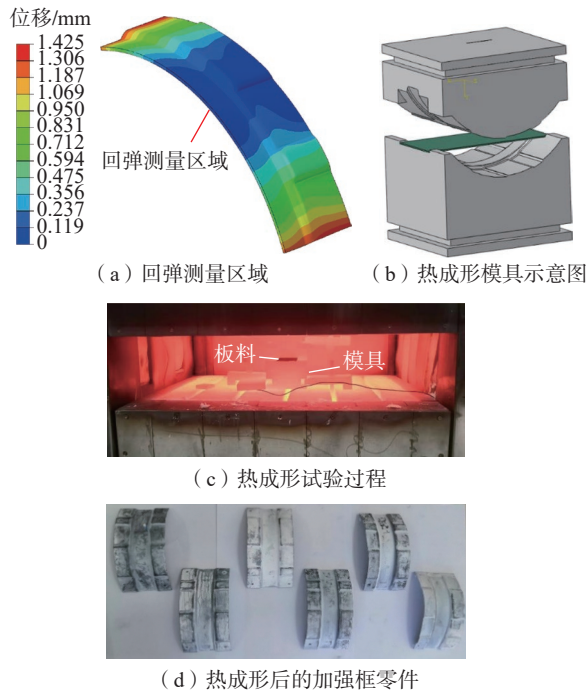 位移/mm
1.425
1.306
1.187
1.069
0.950
0.831
0.712
0.594
0.475
0.356
0.237
0.119
0
回弹测量区域
（a）回弹测量区域
（b）热成形模具示意图
板料
模具
（c）热成形试验过程
（d）热成形后的加强框零件